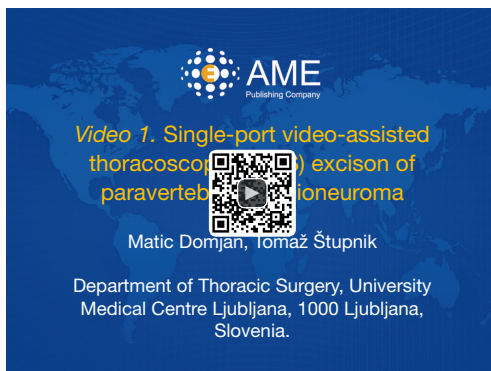 AME
Publishing Company
Video 1. Single-port video-assisted
thoracoscop S) excison of
paraverteb ioneuroma
Matic Domjan, Tomaž Štupnik
Department of Thoracic Surgery, University
Medical Centre Ljubljana, 1000 Ljubljana,
Slovenia.